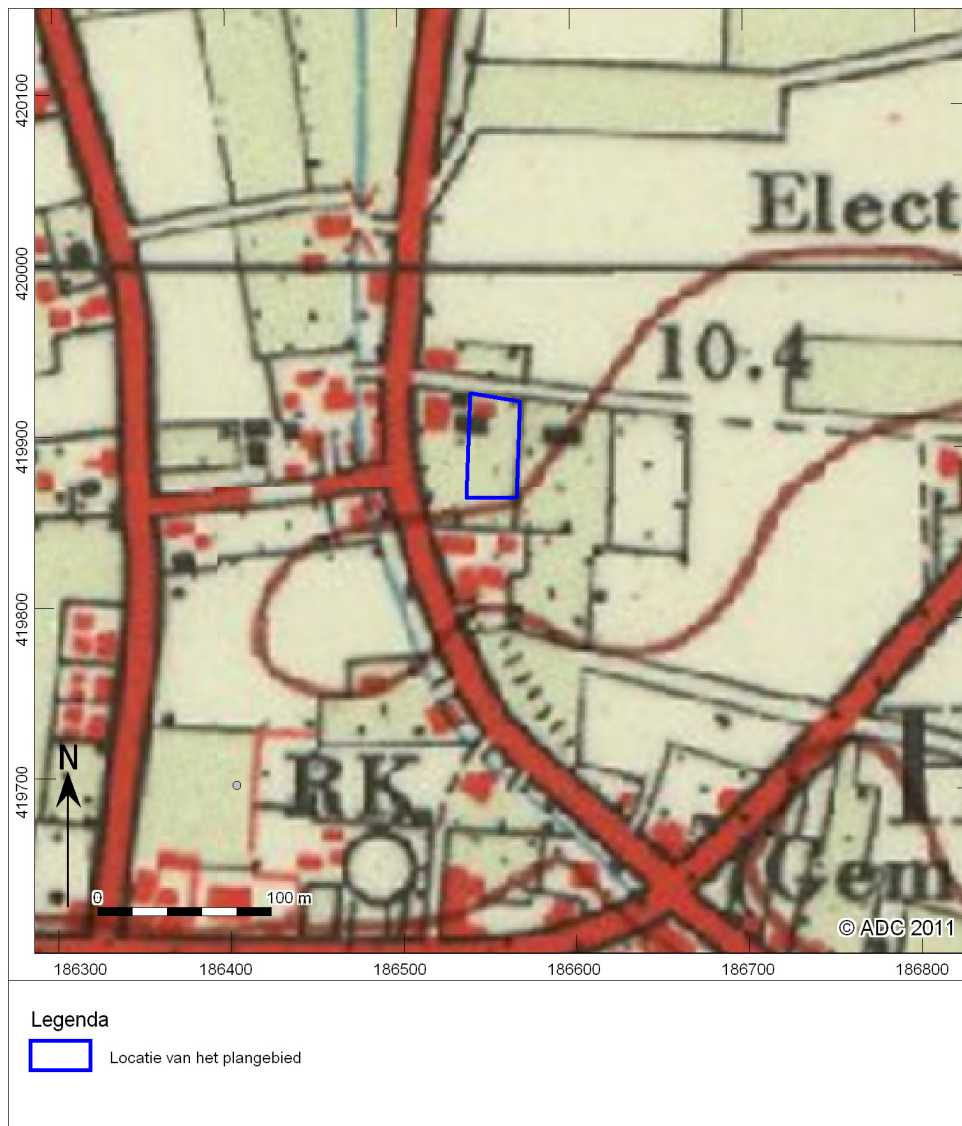 420100
Elect
420000
10.4
419900
419800
N
419700
RK
0 100 m
Gem
© ADC 2011
186300 186400 186500 186600 186700 186800
Legenda
Locatie van het plangebied